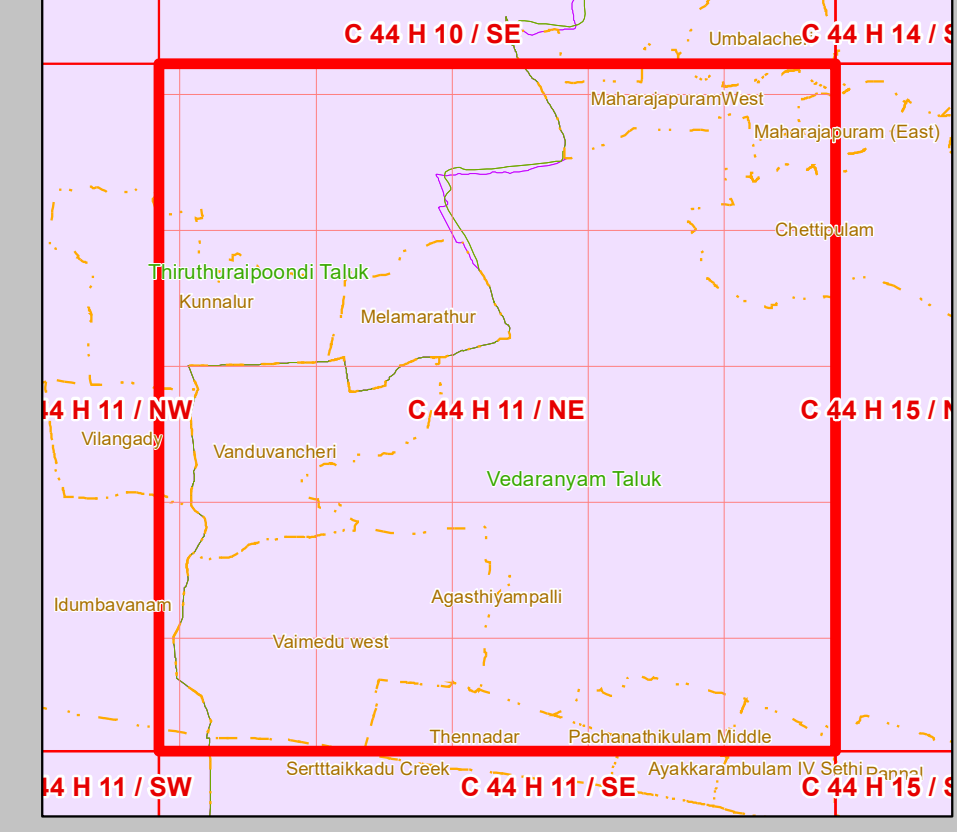 C 44 H 10 / SE
Umbalache
C 44 H 14 / S
MaharajapuramWest
Maharajapuram (East)
Chettipulam
Thiruthuraipoondi Taluk
Kunnalur
Melamarathur
44 H 11 / NW
C 44 H 11 / NE
C 44 H 15 / N
Vilangady
Vanduvancheri
Vedaranyam Taluk
Idumbavanam
Agasthiyampalli
Vaimedu west
Thennadar
Pachanathikulam Middle
Sertttaikkadu Creek
Ayakkarambulam IV Sethi
44 H 11 / SW
C 44 H 11 / SE
C 44 H 15 / S